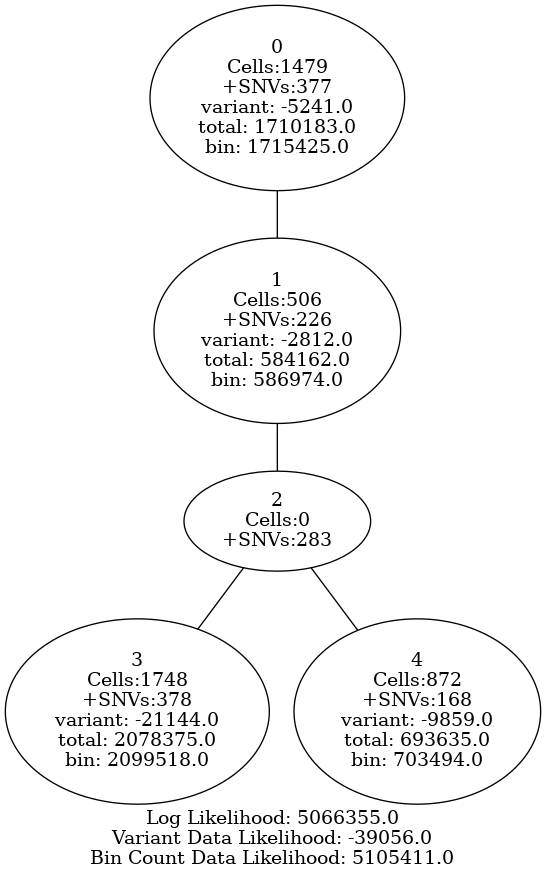 0
Cells:1479
+SNVs:377
variant: -5241.0
total: 1710183.0
bin: 1715425.0
1
Cells:506
+SNVs:226
variant: -2812.0
total: 584162.0
bin: 586974.0
2
Cells:0
+SNVs:283
3
Cells:1748
+SNVs:378
variant: -21144.0
total: 2078375.0
bin: 2099518.0
4
Cells:872
+SNVs:168
variant: -9859.0
total: 693635.0
bin: 703494.0
Log Likelihood: 5066355.0
Variant Data Likelihood: -39056.0
Bin Count Data Likelihood: 5105411.0